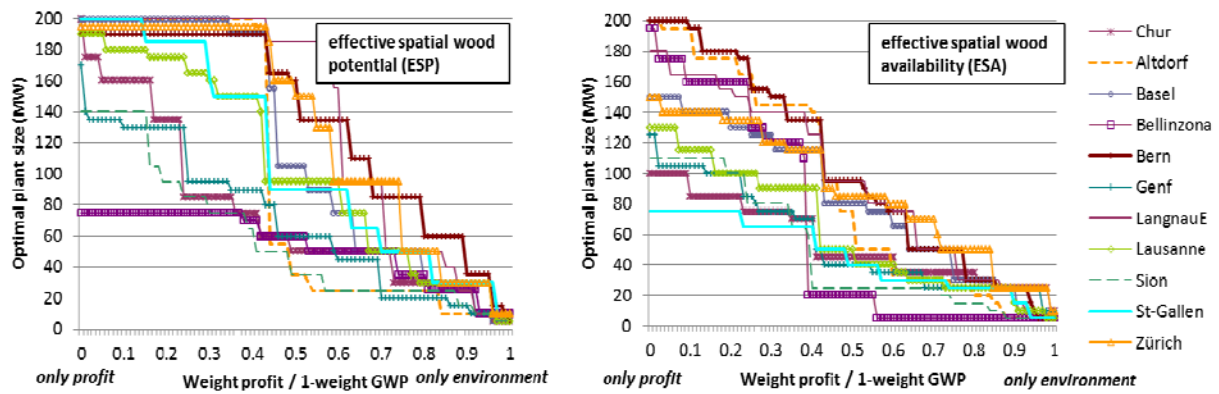 effective spatial wood
potential (ESP)
Optimal plant size (MW)
200
180
160
140
120
100
80
60
40
20
0
0 0.1 0.2 0.3 0.4 0.5 0.6 0.7 0.8 0.9 1
only profit Weight profit / 1-weight GWP only environment
effective spatial wood
availability (ESA)
Optimal plant size (MW)
200
180
160
140
120
100
80
60
40
20
0
0 0.1 0.2 0.3 0.4 0.5 0.6 0.7 0.8 0.9 1
only profit Weight profit / 1-weight GWP only environment
Chur
Altdorf
Basel
Bellinzona
Bern
Genf
LangnauE
Lausanne
Sion
St-Gallen
Zürich